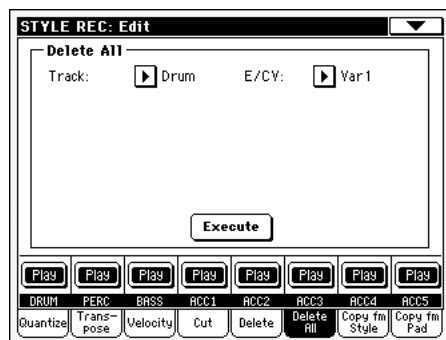 STYLE REC: Edit
Delete All
Track: Drum E/CV: Var1
Execute
Play Play Play Play Play Play Play Play
DRUM PERC BASS ACC1 ACC2 ACC3 ACC4 ACC5
Quantize Trans-pose Velocity Cut Delete Delete All Copy fm Style Copy fm Pad